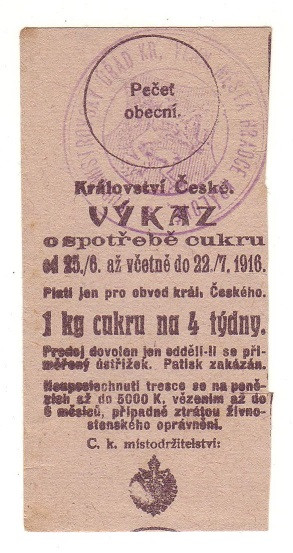 Pečeť
obecní.
Království České.
VÝKAZ
o spotřebě cukru
od 25./6. až včetně do 22./7. 1916.
Platí jen pro obvod král. Českého.
1 kg cukru na 4 týdny.
Prodej dovolen jen oddělí-li se při-
měřený ústřižek. Patisk zakázán.
Neuposlechnutí tresce se na peně-
zích až do 5000 K, vězením až do
6 měsíců, případně ztrátou živno-
stenského oprávnění.
C. k. místodržitelství: